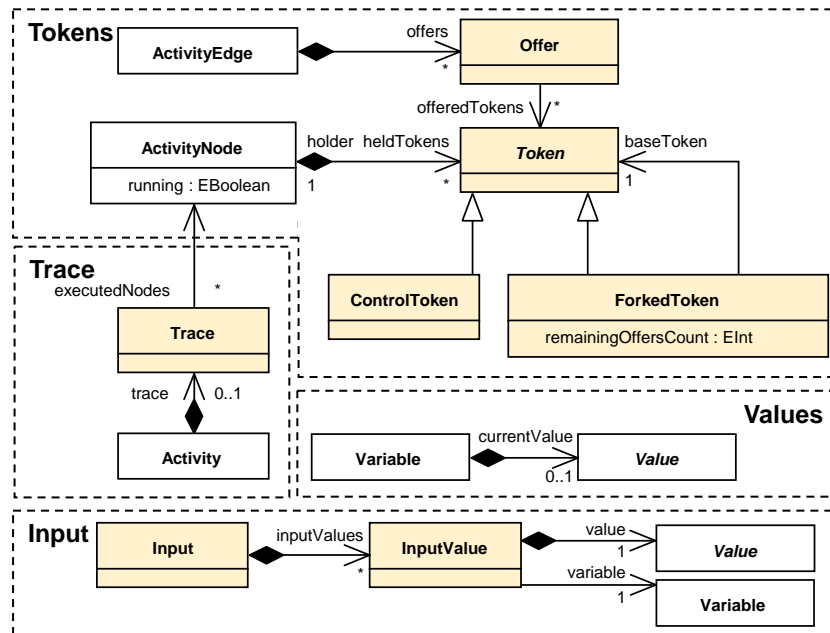 Tokens
ActivityEdge
offers
*
Offer
offeredTokens
*
ActivityNode
running : EBoolean
holder
1
heldTokens
*
Token
baseToken
1
ControlToken
ForkedToken
remainingOffersCount : EInt
Trace
executedNodes
*
Trace
trace
0..1
Activity
Values
Variable
currentValue
0..1
Value
Input
Input
inputValues
*
InputValue
value
1
Value
variable
1
Variable